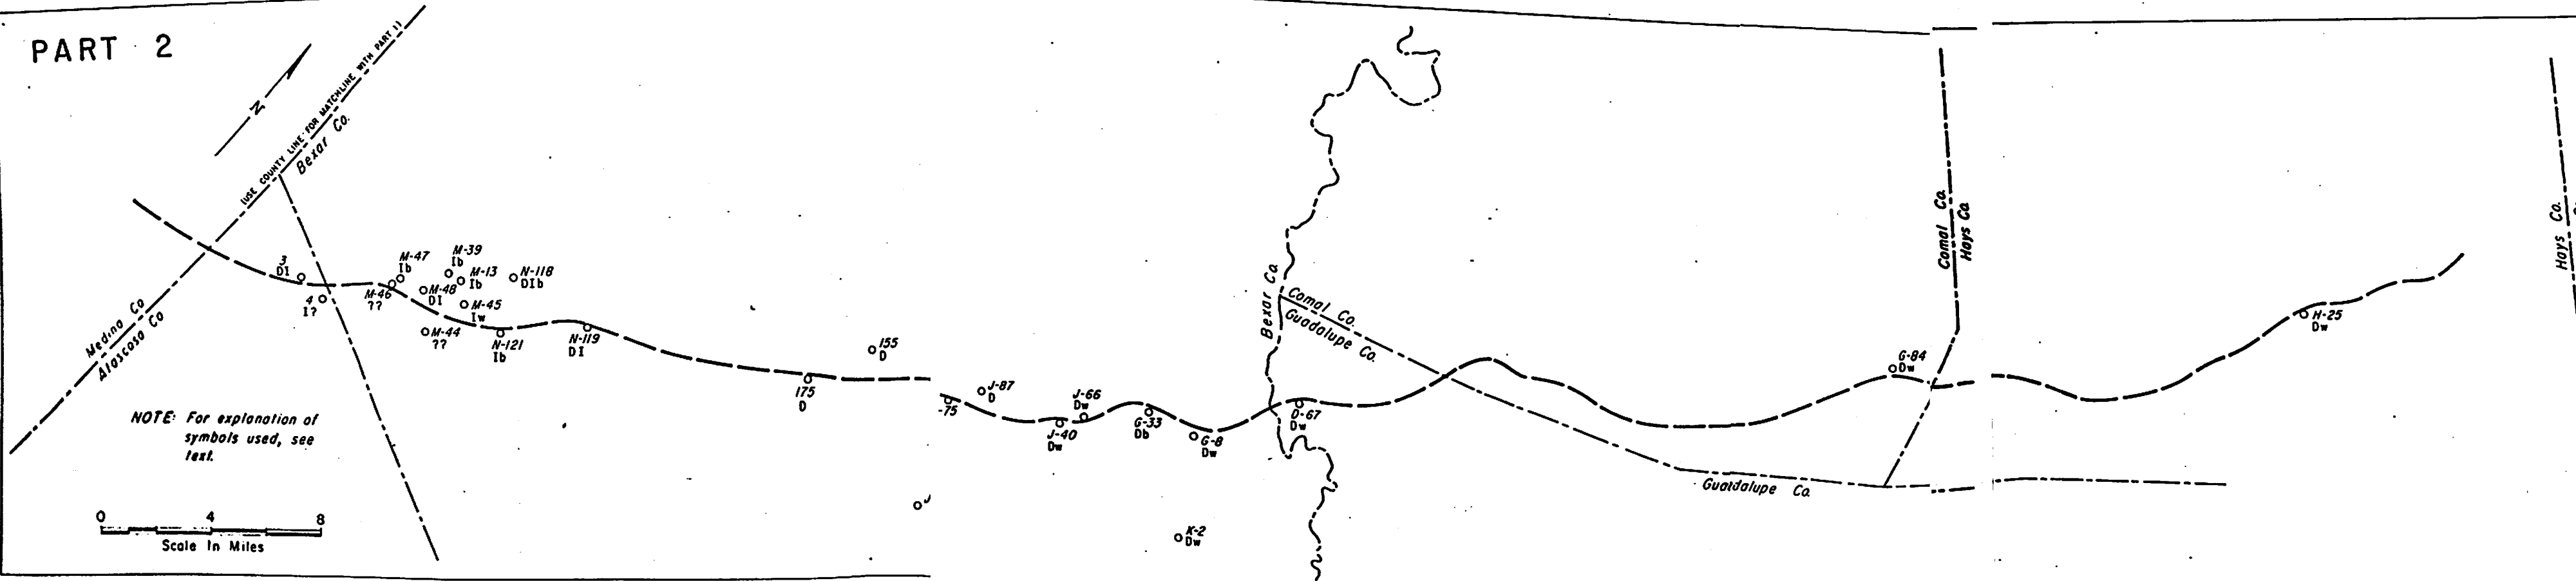 PART 2
N
(USE COUNTY LINE FOR MATCHLINE WITH PART 1)
Bexar Co.
Medina Co
Atascosa Co
3
DI
4
I?
M-47
Ib
M-46
??
M-39
Ib
M-13
Ib
M-48
DI
M-45
Iw
M-44
??
N-118
DIb
N-121
Ib
N-119
DI
175
D
155
D
-75
J-87
D
J-40
Dw
J-66
Dw
G-33
Db
G-8
Dw
K-2
Dw
Bexar Co.
Comal Co.
Guadalupe Co.
D-67
Dw
G-84
Dw
Guadalupe Co.
Comal Co.
Hays Co.
H-25
Dw
Hays Co.
NOTE: For explanation of
symbols used, see
text.
0 4 8
Scale In Miles